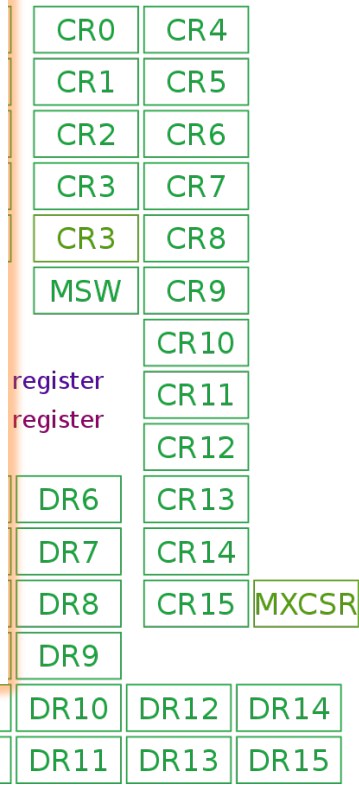 CR0 CR4
CR1 CR5
CR2 CR6
CR3 CR7
CR3 CR8
MSW CR9
CR10
register
CR11
register
CR12
DR6 CR13
DR7 CR14
DR8 CR15 MXCSR
DR9
DR10 DR12 DR14
DR11 DR13 DR15